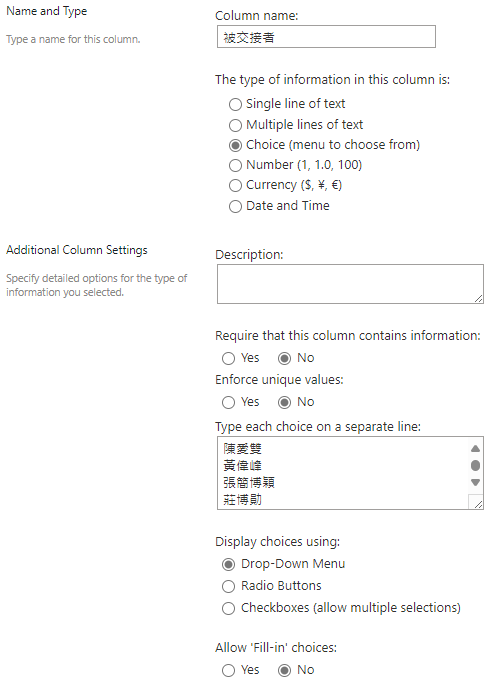 Name and Type
Type a name for this column.
Column name:
被交接者
The type of information in this column is:
Single line of text
Multiple lines of text
Choice (menu to choose from)
Number (1, 1.0, 100)
Currency ($, ¥, €)
Date and Time
Additional Column Settings
Specify detailed options for the type of
information you selected.
Description:
Require that this column contains information:
Yes No
Enforce unique values:
Yes No
Type each choice on a separate line:
陳愛雙
黃偉峰
張簡博穎
莊博勛
Display choices using:
Drop-Down Menu
Radio Buttons
Checkboxes (allow multiple selections)
Allow 'Fill-in' choices:
Yes No